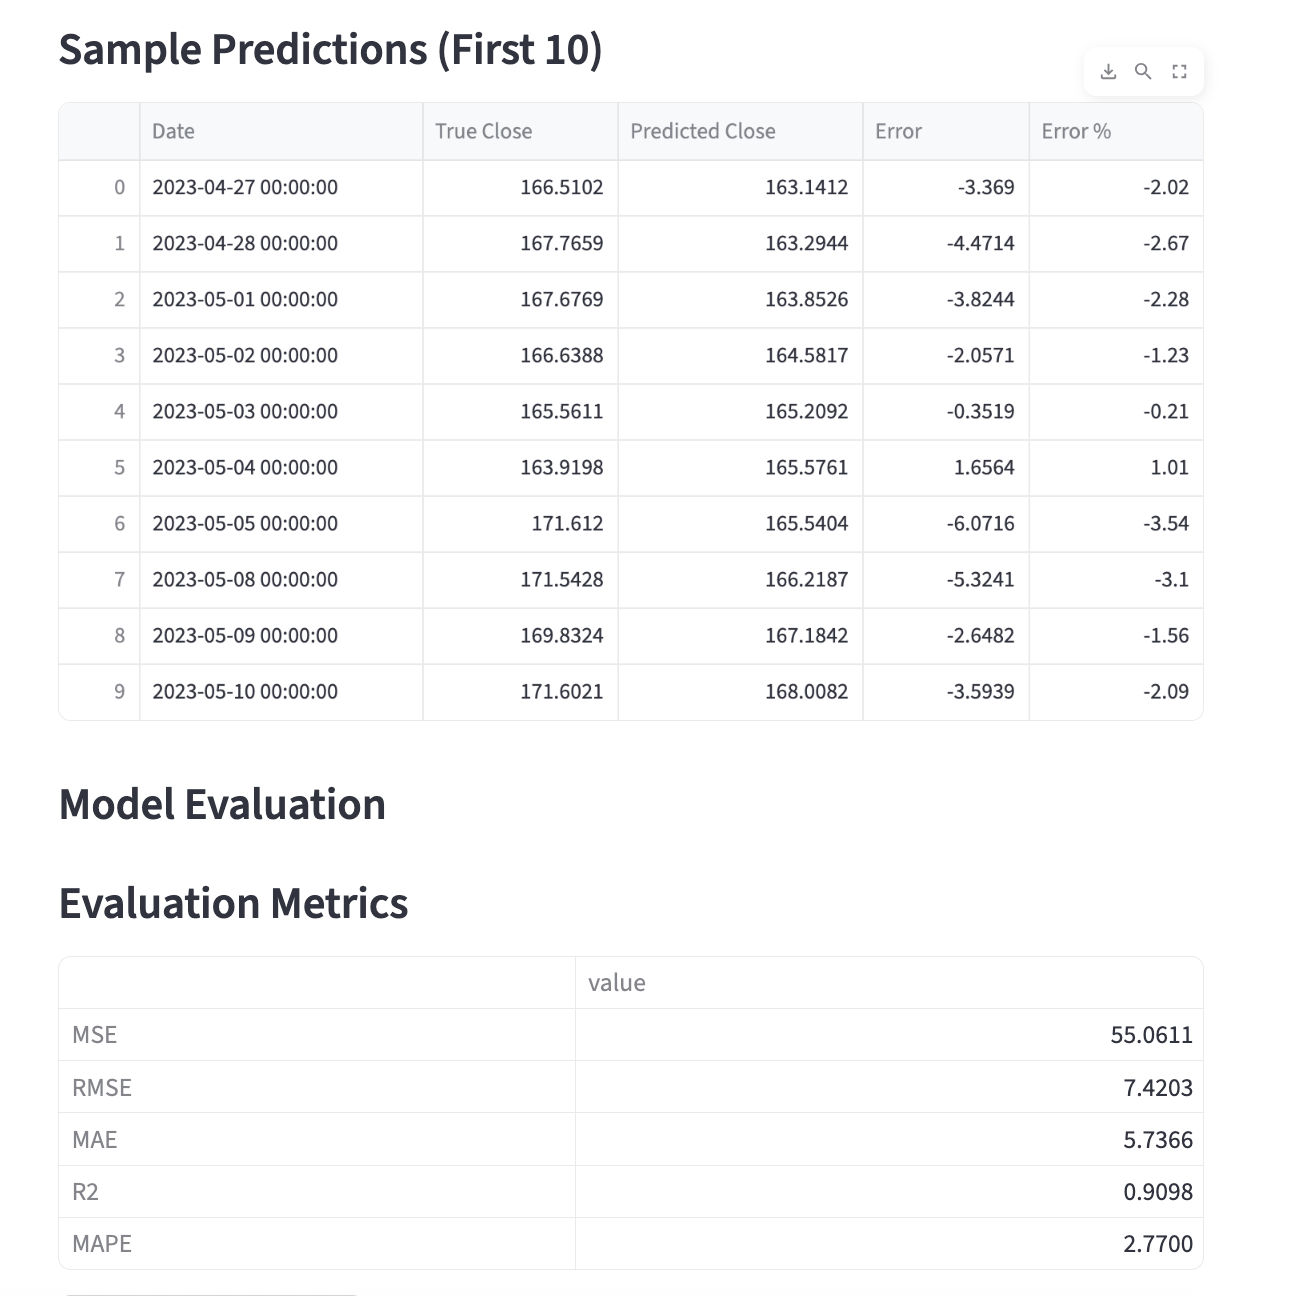 Sample Predictions (First 10)
Date True Close Predicted Close Error Error %
0 2023-04-27 00:00:00 166.5102 163.1412 -3.369 -2.02
1 2023-04-28 00:00:00 167.7659 163.2944 -4.4714 -2.67
2 2023-05-01 00:00:00 167.6769 163.8526 -3.8244 -2.28
3 2023-05-02 00:00:00 166.6388 164.5817 -2.0571 -1.23
4 2023-05-03 00:00:00 165.5611 165.2092 -0.3519 -0.21
5 2023-05-04 00:00:00 163.9198 165.5761 1.6564 1.01
6 2023-05-05 00:00:00 171.612 165.5404 -6.0716 -3.54
7 2023-05-08 00:00:00 171.5428 166.2187 -5.3241 -3.1
8 2023-05-09 00:00:00 169.8324 167.1842 -2.6482 -1.56
9 2023-05-10 00:00:00 171.6021 168.0082 -3.5939 -2.09
Model Evaluation
Evaluation Metrics
value
MSE 55.0611
RMSE 7.4203
MAE 5.7366
R2 0.9098
MAPE 2.7700